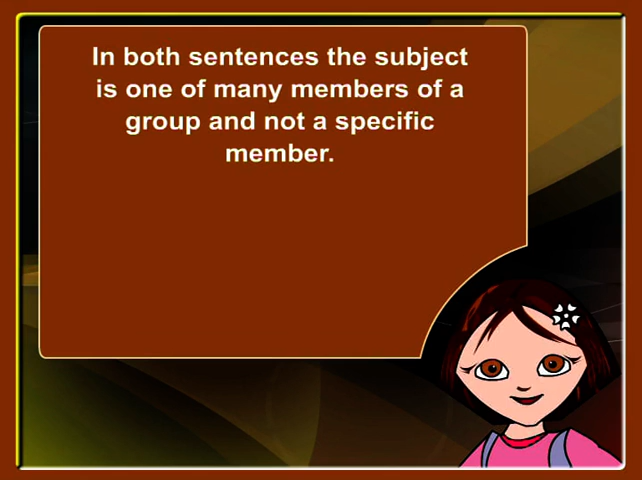 In both sentences the subject
is one of many members of a
group and not a specific
member.